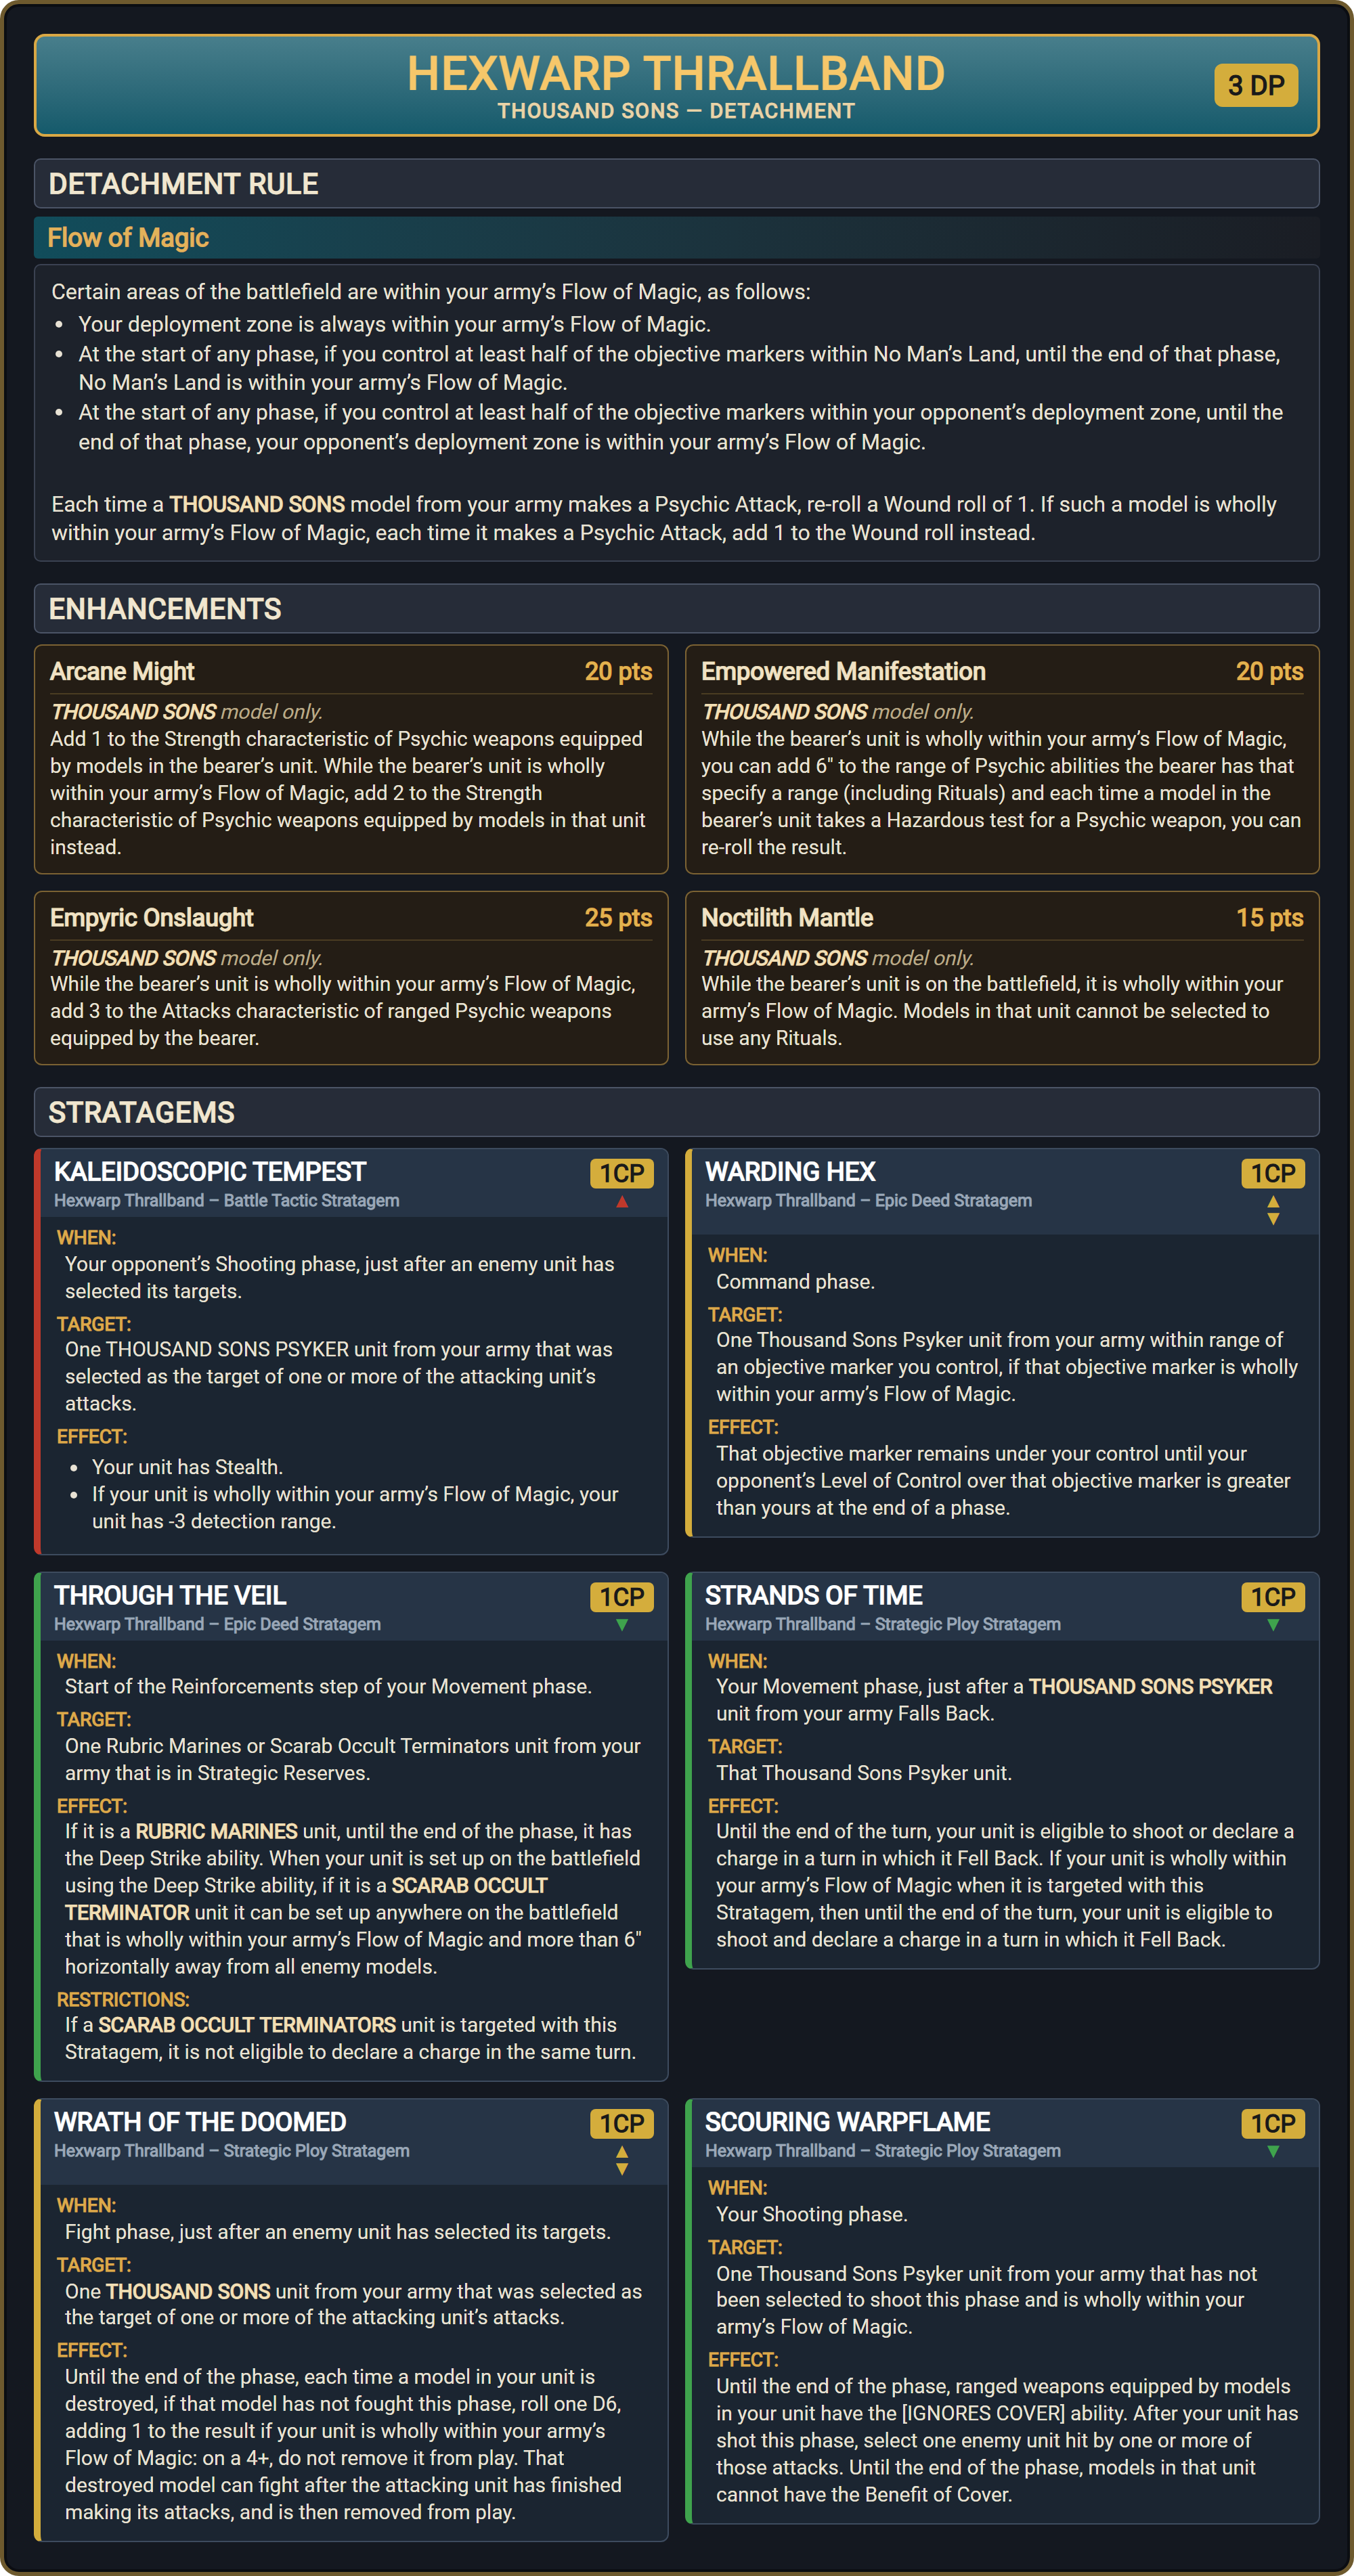 HEXWARP THRALLBAND
THOUSAND SONS — DETACHMENT
3 DP
DETACHMENT RULE
Flow of Magic
Certain areas of the battlefield are within your army’s Flow of Magic, as follows:
• Your deployment zone is always within your army’s Flow of Magic.
• At the start of any phase, if you control at least half of the objective markers within No Man’s Land, until the end of that phase,
No Man’s Land is within your army’s Flow of Magic.
• At the start of any phase, if you control at least half of the objective markers within your opponent’s deployment zone, until the
end of that phase, your opponent’s deployment zone is within your army’s Flow of Magic.
Each time a THOUSAND SONS model from your army makes a Psychic Attack, re-roll a Wound roll of 1. If such a model is wholly
within your army’s Flow of Magic, each time it makes a Psychic Attack, add 1 to the Wound roll instead.
ENHANCEMENTS
Arcane Might 20 pts
THOUSAND SONS model only.
Add 1 to the Strength characteristic of Psychic weapons equipped
by models in the bearer’s unit. While the bearer’s unit is wholly
within your army’s Flow of Magic, add 2 to the Strength
characteristic of Psychic weapons equipped by models in that unit
instead.
Empowered Manifestation 20 pts
THOUSAND SONS model only.
While the bearer’s unit is wholly within your army’s Flow of Magic,
you can add 6" to the range of Psychic abilities the bearer has that
specify a range (including Rituals) and each time a model in the
bearer’s unit takes a Hazardous test for a Psychic weapon, you can
re-roll the result.
Empyric Onslaught 25 pts
THOUSAND SONS model only.
While the bearer’s unit is wholly within your army’s Flow of Magic,
add 3 to the Attacks characteristic of ranged Psychic weapons
equipped by the bearer.
Noctilith Mantle 15 pts
THOUSAND SONS model only.
While the bearer’s unit is on the battlefield, it is wholly within your
army’s Flow of Magic. Models in that unit cannot be selected to
use any Rituals.
STRATAGEMS
KALEIDOSCOPIC TEMPEST 1CP
Hexwarp Thrallband – Battle Tactic Stratagem ▲
WHEN:
Your opponent’s Shooting phase, just after an enemy unit has
selected its targets.
TARGET:
One THOUSAND SONS PSYKER unit from your army that was
selected as the target of one or more of the attacking unit’s
attacks.
EFFECT:
• Your unit has Stealth.
• If your unit is wholly within your army’s Flow of Magic, your
unit has -3 detection range.
WARDING HEX 1CP
Hexwarp Thrallband – Epic Deed Stratagem ▲
▼
WHEN:
Command phase.
TARGET:
One Thousand Sons Psyker unit from your army within range of
an objective marker you control, if that objective marker is wholly
within your army’s Flow of Magic.
EFFECT:
That objective marker remains under your control until your
opponent’s Level of Control over that objective marker is greater
than yours at the end of a phase.
THROUGH THE VEIL 1CP
Hexwarp Thrallband – Epic Deed Stratagem ▼
WHEN:
Start of the Reinforcements step of your Movement phase.
TARGET:
One Rubric Marines or Scarab Occult Terminators unit from your
army that is in Strategic Reserves.
EFFECT:
If it is a RUBRIC MARINES unit, until the end of the phase, it has
the Deep Strike ability. When your unit is set up on the battlefield
using the Deep Strike ability, if it is a SCARAB OCCULT
TERMINATOR unit it can be set up anywhere on the battlefield
that is wholly within your army’s Flow of Magic and more than 6"
horizontally away from all enemy models.
RESTRICTIONS:
If a SCARAB OCCULT TERMINATORS unit is targeted with this
Stratagem, it is not eligible to declare a charge in the same turn.
STRANDS OF TIME 1CP
Hexwarp Thrallband – Strategic Ploy Stratagem ▼
WHEN:
Your Movement phase, just after a THOUSAND SONS PSYKER
unit from your army Falls Back.
TARGET:
That Thousand Sons Psyker unit.
EFFECT:
Until the end of the turn, your unit is eligible to shoot or declare a
charge in a turn in which it Fell Back. If your unit is wholly within
your army’s Flow of Magic when it is targeted with this
Stratagem, then until the end of the turn, your unit is eligible to
shoot and declare a charge in a turn in which it Fell Back.
WRATH OF THE DOOMED 1CP
Hexwarp Thrallband – Strategic Ploy Stratagem ▲
▼
WHEN:
Fight phase, just after an enemy unit has selected its targets.
TARGET:
One THOUSAND SONS unit from your army that was selected as
the target of one or more of the attacking unit’s attacks.
EFFECT:
Until the end of the phase, each time a model in your unit is
destroyed, if that model has not fought this phase, roll one D6,
adding 1 to the result if your unit is wholly within your army’s
Flow of Magic: on a 4+, do not remove it from play. That
destroyed model can fight after the attacking unit has finished
making its attacks, and is then removed from play.
SCOURING WARPFLAME 1CP
Hexwarp Thrallband – Strategic Ploy Stratagem ▼
WHEN:
Your Shooting phase.
TARGET:
One Thousand Sons Psyker unit from your army that has not
been selected to shoot this phase and is wholly within your
army’s Flow of Magic.
EFFECT:
Until the end of the phase, ranged weapons equipped by models
in your unit have the [IGNORES COVER] ability. After your unit has
shot this phase, select one enemy unit hit by one or more of
those attacks. Until the end of the phase, models in that unit
cannot have the Benefit of Cover.